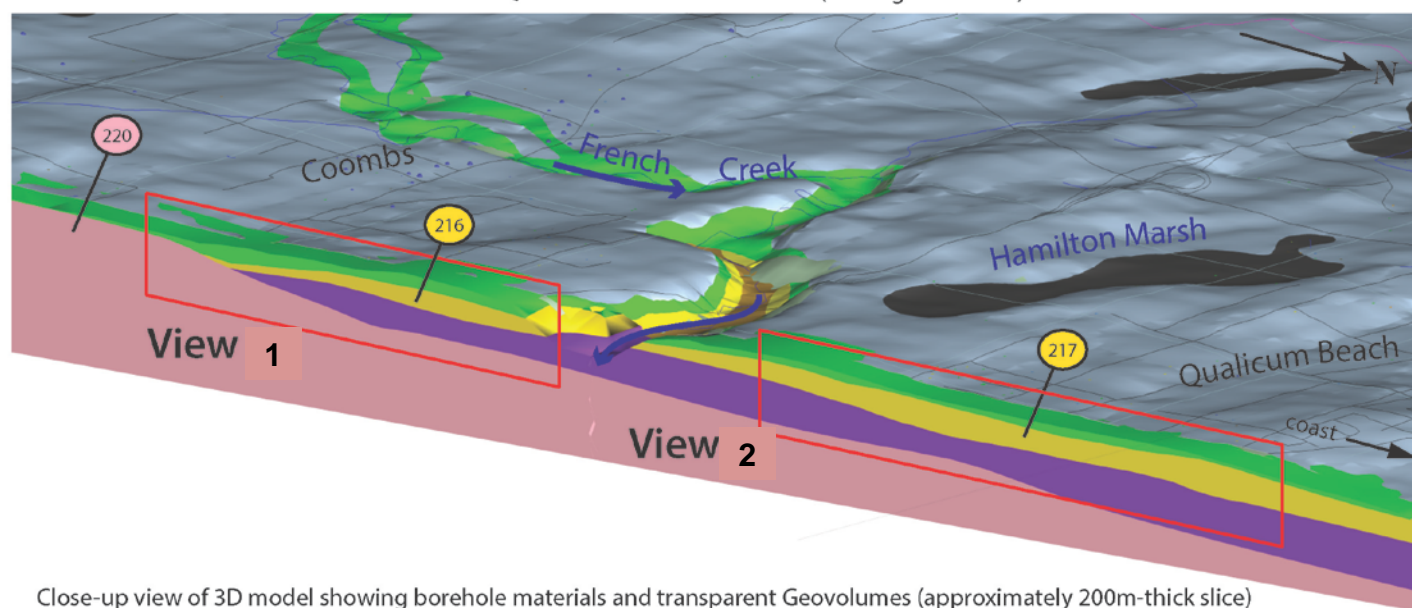 N
220
Coombs
French Creek
216
Hamilton Marsh
View 1
217
Qualicum Beach
coast
View 2
Close-up view of 3D model showing borehole materials and transparent Geovolumes (approximately 200m-thick slice)